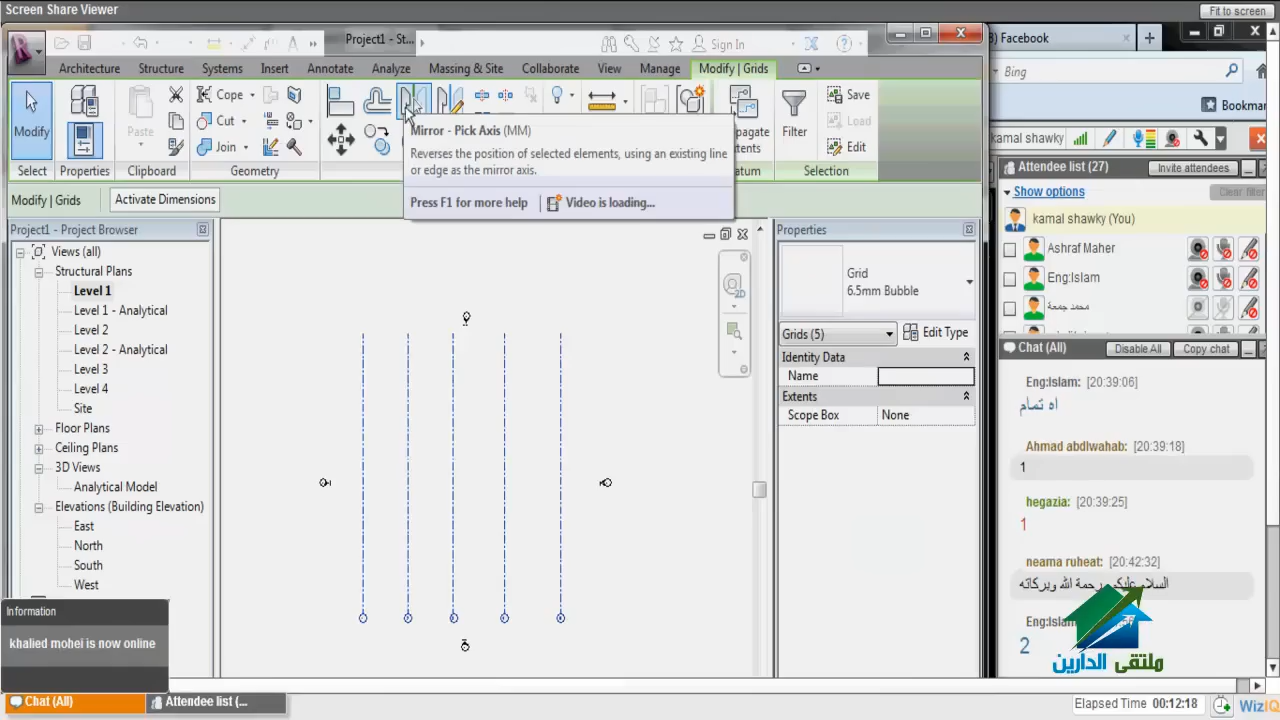 Screen Share Viewer
Fit to screen
Project1 - St...
Sign In
Facebook
Architecture
Structure
Systems
Insert
Annotate
Analyze
Massing & Site
Collaborate
View
Manage
Modify | Grids
Bing
Bookmar
Modify
Paste
Cope
Cut
Join
Filter
Save
Load
Edit
Mirror - Pick Axis (MM)
Reverses the position of selected elements, using an existing line
or edge as the mirror axis.
Press F1 for more help
Video is loading...
Select
Properties
Clipboard
Geometry
Selection
kamal shawky
Attendee list (27)
Invite attendees
Show options
Clear filter
Modify | Grids
Activate Dimensions
kamal shawky (You)
Ashraf Maher
Eng:Islam
محمد جمعة
Project1 - Project Browser
Views (all)
Structural Plans
Level 1
Level 1 - Analytical
Level 2
Level 2 - Analytical
Level 3
Level 4
Site
Floor Plans
Ceiling Plans
3D Views
Analytical Model
Elevations (Building Elevation)
East
North
South
West
2D
Properties
Grid
6.5mm Bubble
Grids (5)
Edit Type
Identity Data
Name
Extents
Scope Box
None
Chat (All)
Disable All
Copy chat
Eng:Islam:
[20:39:06]
اه تمام
Ahmad abdlwahab:
[20:39:18]
1
hegazia:
[20:39:25]
1
neama ruheat:
[20:42:32]
السلام عليكم ورحمة الله وبركاته
Eng:Islam
2
ملتقى الدارين
Information
khalied mohei is now online
Chat (All)
Attendee list (...
Elapsed Time
00:12:18
WizIQ